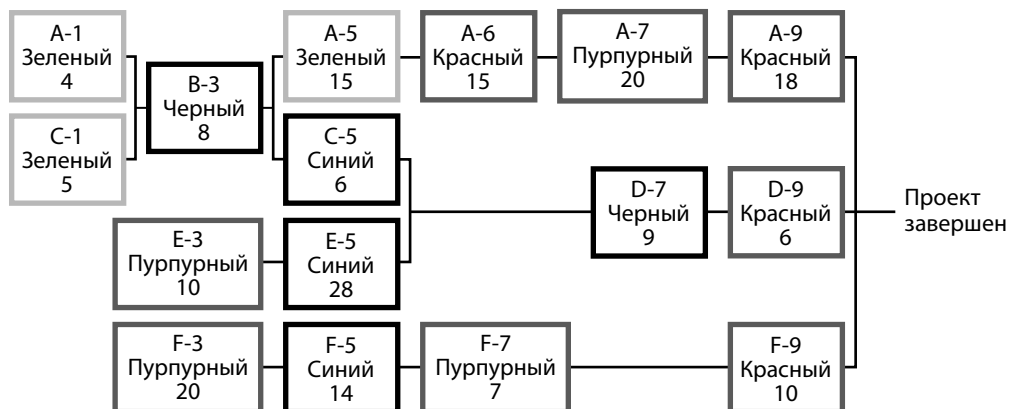 A-1
Зеленый
4
C-1
Зеленый
5
B-3
Черный
8
A-5
Зеленый
15
A-6
Красный
15
A-7
Пурпурный
20
A-9
Красный
18
C-5
Синий
6
D-7
Черный
9
D-9
Красный
6
Проект
завершен
E-3
Пурпурный
10
E-5
Синий
28
F-3
Пурпурный
20
F-5
Синий
14
F-7
Пурпурный
7
F-9
Красный
10